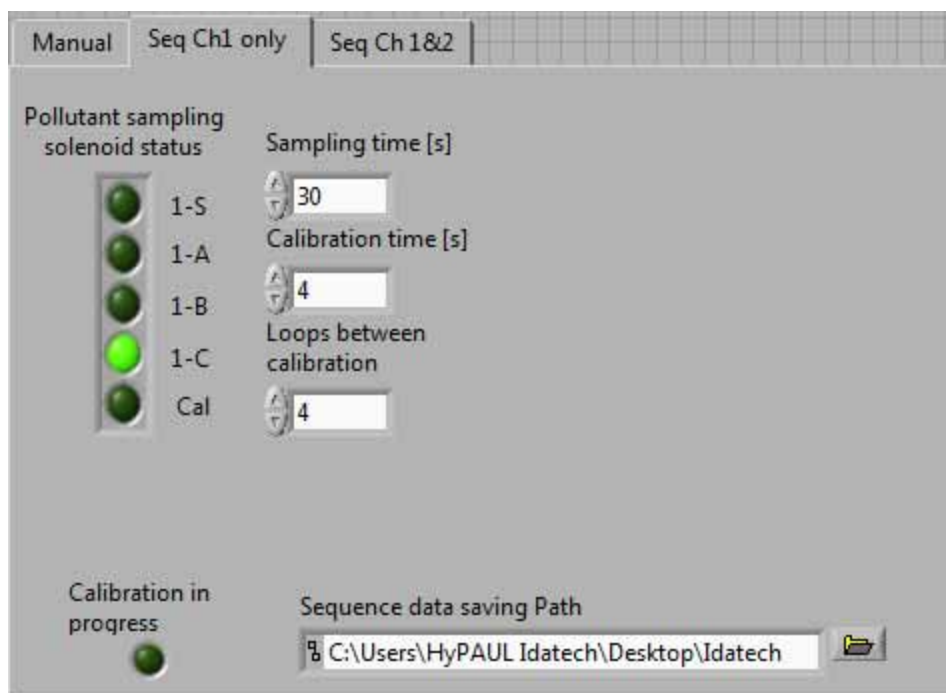 Manual
Seq Ch1 only
Seq Ch 1&2
Pollutant sampling
solenoid status
1-S
1-A
1-B
1-C
Cal
Sampling time [s]
30
Calibration time [s]
4
Loops between
calibration
4
Calibration in
progress
Sequence data saving Path
C:\Users\HyPAUL Idatech\Desktop\Idatech